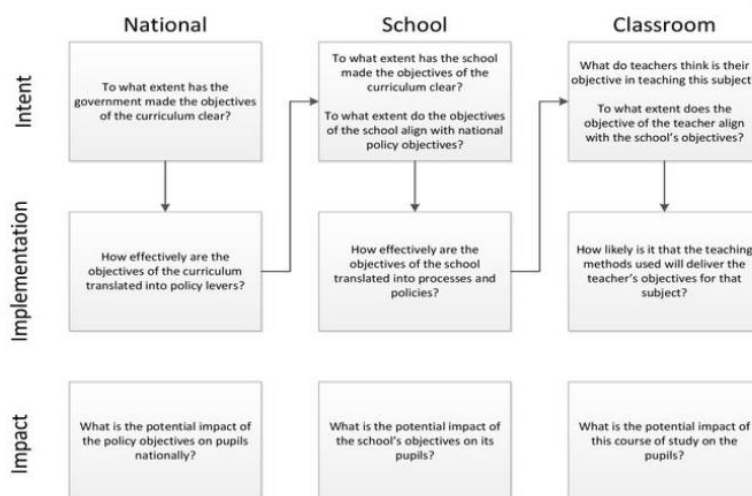 National
School
Classroom
Intent
To what extent has the
government made the objectives
of the curriculum clear?
To what extent has the school
made the objectives of the
curriculum clear?
To what extent do the objectives
of the school align with national
policy objectives?
What do teachers think is their
objective in teaching this subject
To what extent does the
objective of the teacher align
with the school's objectives?
Implementation
How effectively are the
objectives of the curriculum
translated into policy levers?
How effectively are the
objectives of the school
translated into processes and
policies?
How likely is it that the teaching
methods used will deliver the
teacher's objectives for that
subject?
Impact
What is the potential impact of
the policy objectives on pupils
nationally?
What is the potential impact of
the school's objectives on its
pupils?
What is the potential impact of
this course of study on the
pupils?